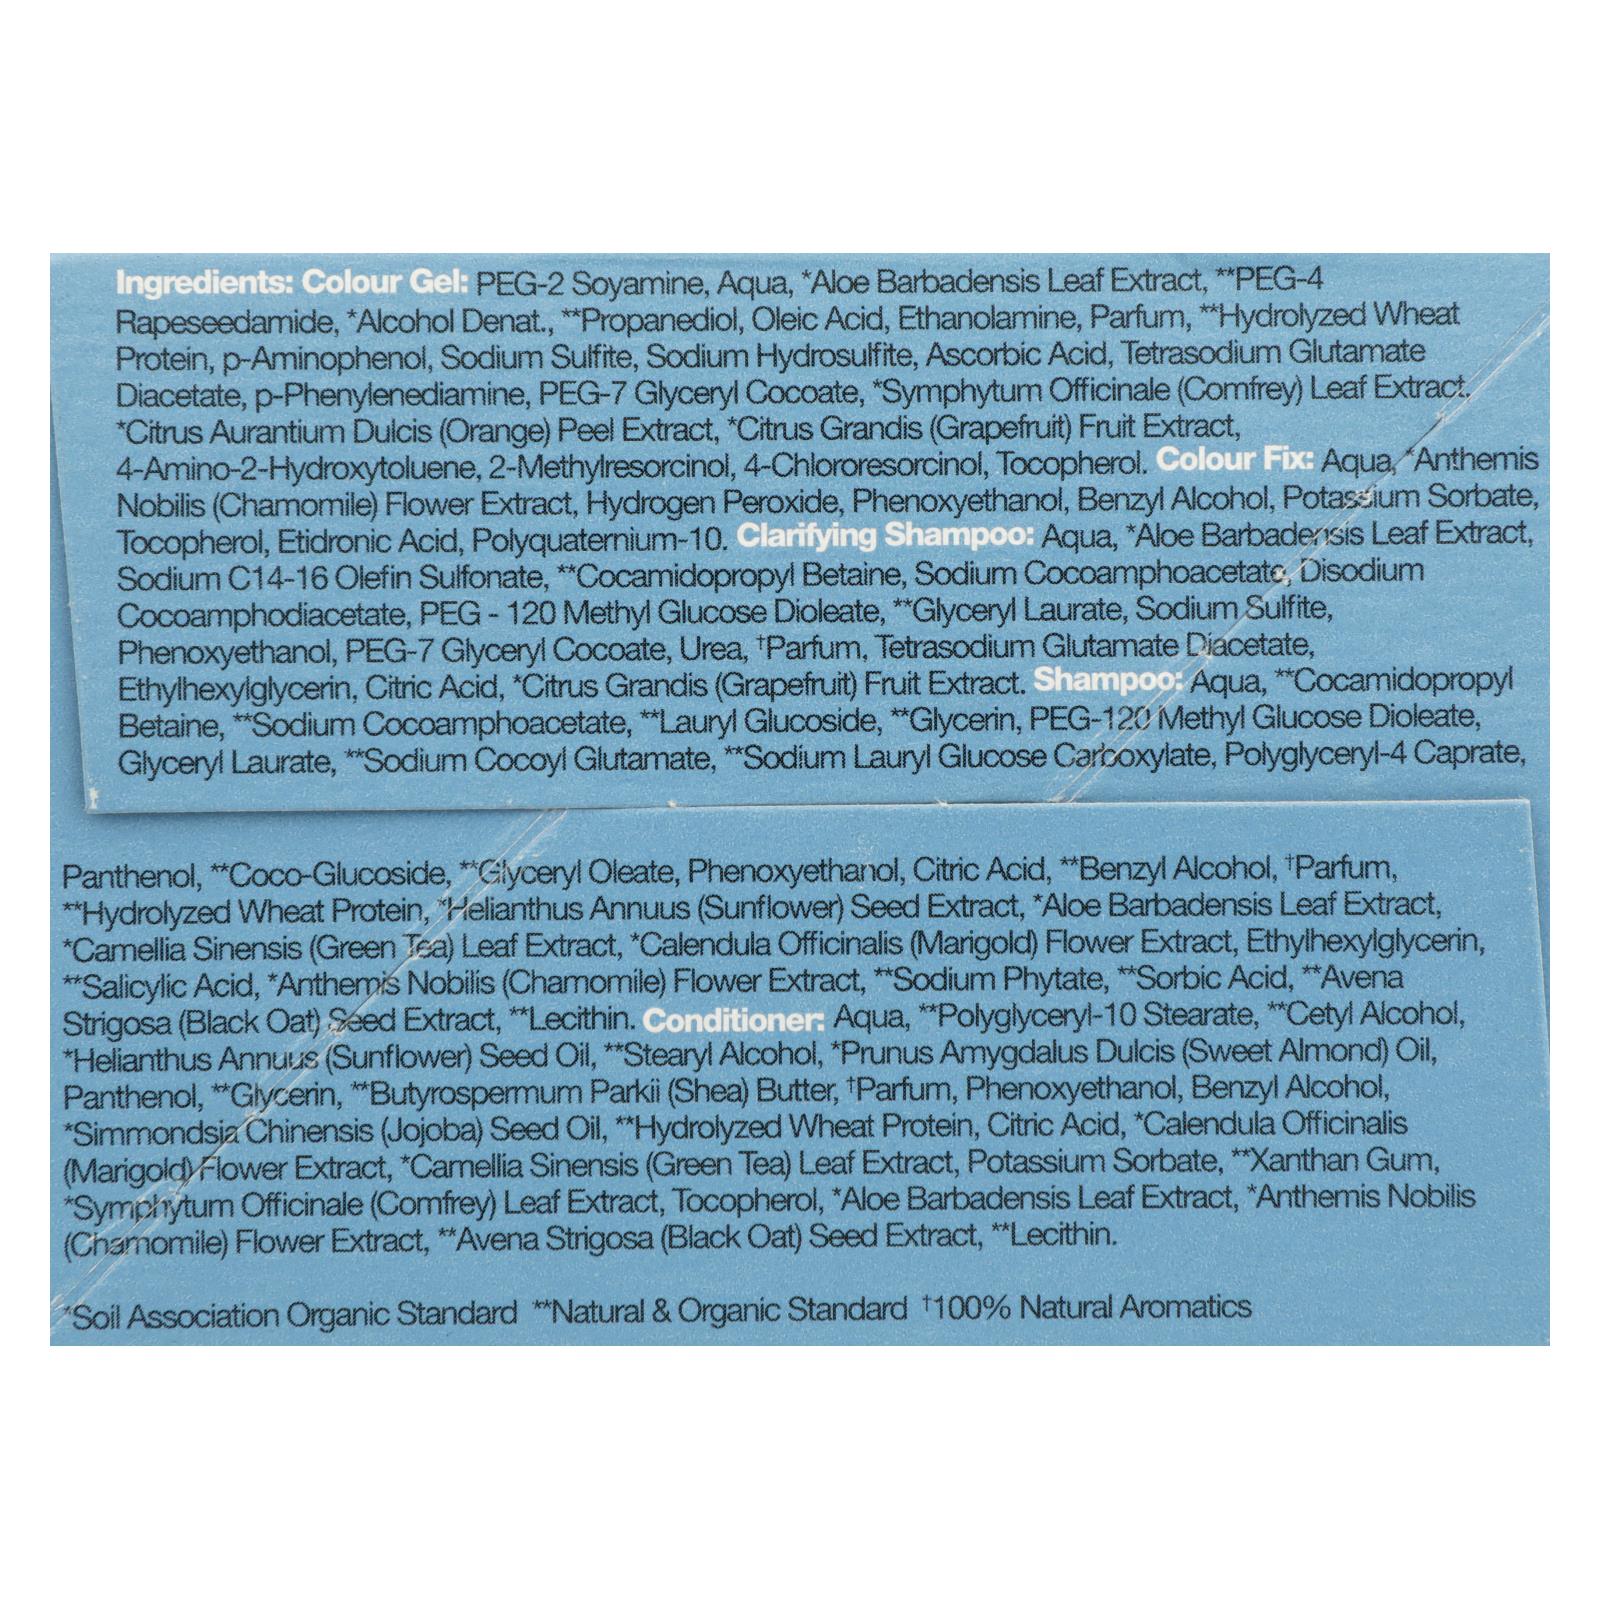 Ingredients: Colour Gel: PEG-2 Soyamine, Aqua, *Aloe Barbadensis Leaf Extract, **PEG-4
Rapeseedamide, *Alcohol Denat., **Propanediol, Oleic Acid, Ethanolamine, Parfum, **Hydrolyzed Wheat
Protein, p-Aminophenol, Sodium Sulfite, Sodium Hydrosulfite, Ascorbic Acid, Tetrasodium Glutamate
Diacetate, p-Phenylenediamine, PEG-7 Glyceryl Cocoate, *Symphytum Officinale (Comfrey) Leaf Extract.
*Citrus Aurantium Dulcis (Orange) Peel Extract, *Citrus Grandis (Grapefruit) Fruit Extract,
4-Amino-2-Hydroxytoluene, 2-Methylresorcinol, 4-Chlororesorcinol, Tocopherol. Colour Fix: Aqua, *Anthemis
Nobilis (Chamomile) Flower Extract, Hydrogen Peroxide, Phenoxyethanol, Benzyl Alcohol, Potassium Sorbate,
Tocopherol, Etidronic Acid, Polyquaternium-10. Clarifying Shampoo: Aqua, *Aloe Barbadensis Leaf Extract,
Sodium C14-16 Olefin Sulfonate, **Cocamidopropyl Betaine, Sodium Cocoamphoacetate, Disodium
Cocoamphodiacetate, PEG - 120 Methyl Glucose Dioleate, **Glyceryl Laurate, Sodium Sulfite,
Phenoxyethanol, PEG-7 Glyceryl Cocoate, Urea, †Parfum, Tetrasodium Glutamate Diacetate,
Ethylhexylglycerin, Citric Acid, *Citrus Grandis (Grapefruit) Fruit Extract. Shampoo: Aqua, **Cocamidopropyl
Betaine, **Sodium Cocoamphoacetate, **Lauryl Glucoside, **Glycerin, PEG-120 Methyl Glucose Dioleate,
Glyceryl Laurate, **Sodium Cocoyl Glutamate, **Sodium Lauryl Glucose Carboxylate, Polyglyceryl-4 Caprate,
Panthenol, **Coco-Glucoside, **Glyceryl Oleate, Phenoxyethanol, Citric Acid, **Benzyl Alcohol, †Parfum,
**Hydrolyzed Wheat Protein, *Helianthus Annuus (Sunflower) Seed Extract, *Aloe Barbadensis Leaf Extract,
*Camellia Sinensis (Green Tea) Leaf Extract, *Calendula Officinalis (Marigold) Flower Extract, Ethylhexylglycerin,
**Salicylic Acid, *Anthemis Nobilis (Chamomile) Flower Extract, **Sodium Phytate, **Sorbic Acid, **Avena
Strigosa (Black Oat) Seed Extract, **Lecithin. Conditioner: Aqua, **Polyglyceryl-10 Stearate, **Cetyl Alcohol,
*Helianthus Annuus (Sunflower) Seed Oil, **Stearyl Alcohol, *Prunus Amygdalus Dulcis (Sweet Almond) Oil,
Panthenol, **Glycerin, **Butyrospermum Parkii (Shea) Butter, †Parfum, Phenoxyethanol, Benzyl Alcohol,
*Simmondsia Chinensis (Jojoba) Seed Oil, **Hydrolyzed Wheat Protein, Citric Acid, *Calendula Officinalis
(Marigold) Flower Extract, *Camellia Sinensis (Green Tea) Leaf Extract, Potassium Sorbate, **Xanthan Gum,
*Symphytum Officinale (Comfrey) Leaf Extract, Tocopherol, *Aloe Barbadensis Leaf Extract, *Anthemis Nobilis
(Chamomile) Flower Extract, **Avena Strigosa (Black Oat) Seed Extract, **Lecithin.
*Soil Association Organic Standard **Natural & Organic Standard †100% Natural Aromatics